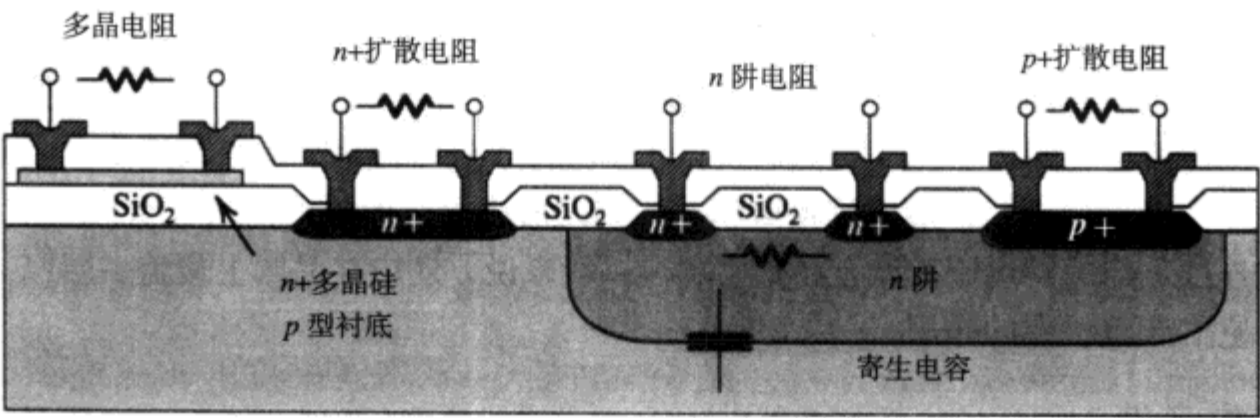 多晶电阻
n+扩散电阻
n 阱电阻
p+扩散电阻
SiO₂
n+
SiO₂
n+
SiO₂
n+
p+
n+多晶硅
p 型衬底
n 阱
寄生电容